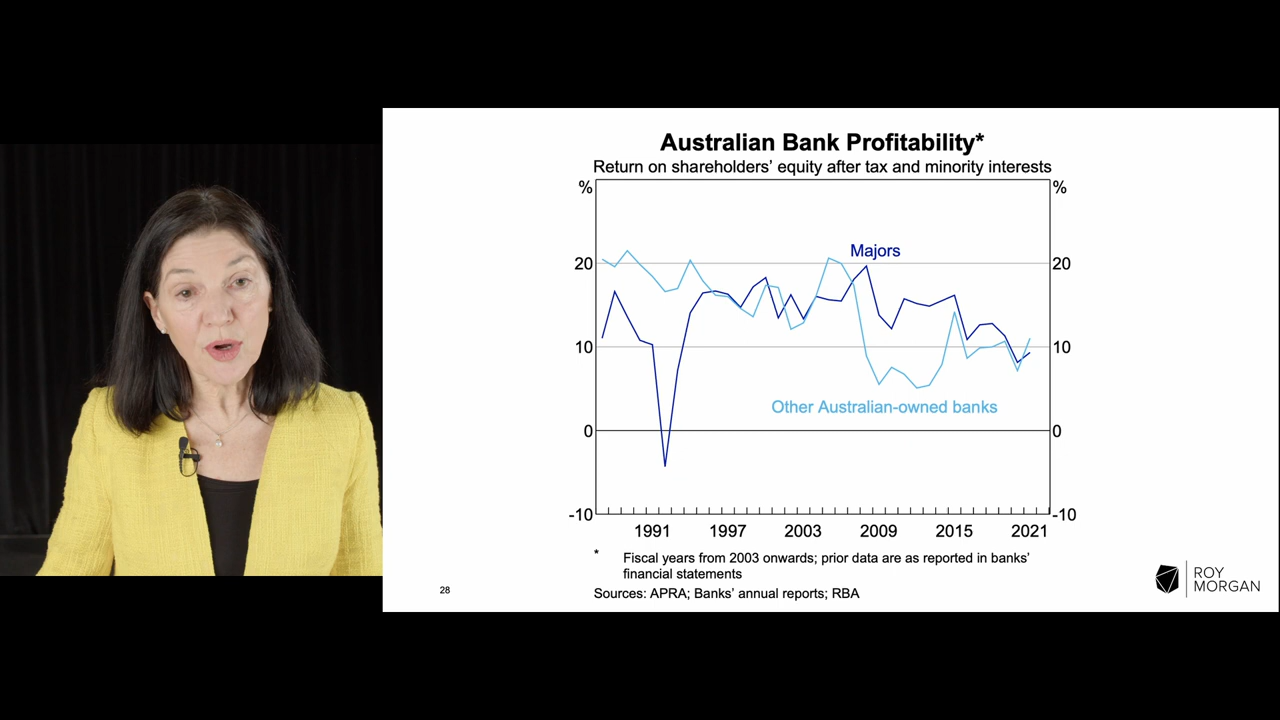 Australian Bank Profitability*
Return on shareholders’ equity after tax and minority interests
% %
Majors
20 20
10 10
Other Australian-owned banks
0 0
-10 -10
1991 1997 2003 2009 2015 2021
* Fiscal years from 2003 onwards; prior data are as reported in banks’
financial statements
Sources: APRA; Banks’ annual reports; RBA
28
ROY
MORGAN